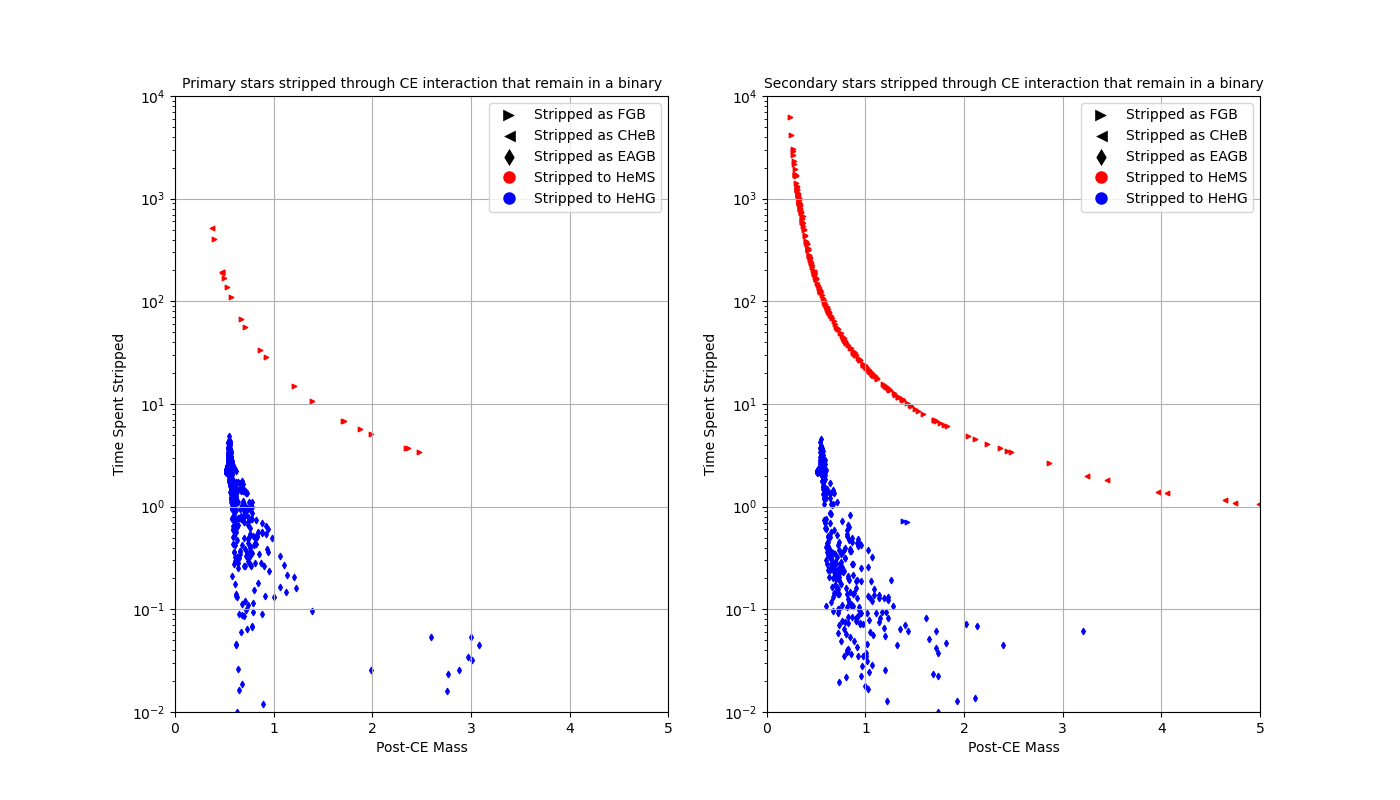 Primary stars stripped through CE interaction that remain in a binary
10^4
10^3
10^2
10^1
10^0
10^-1
10^-2
Time Spent Stripped
Stripped as FGB
Stripped as CHeB
Stripped as EAGB
Stripped to HeMS
Stripped to HeHG
0 1 2 3 4 5
Post-CE Mass
Secondary stars stripped through CE interaction that remain in a binary
10^4
10^3
10^2
10^1
10^0
10^-1
10^-2
Time Spent Stripped
Stripped as FGB
Stripped as CHeB
Stripped as EAGB
Stripped to HeMS
Stripped to HeHG
0 1 2 3 4 5
Post-CE Mass